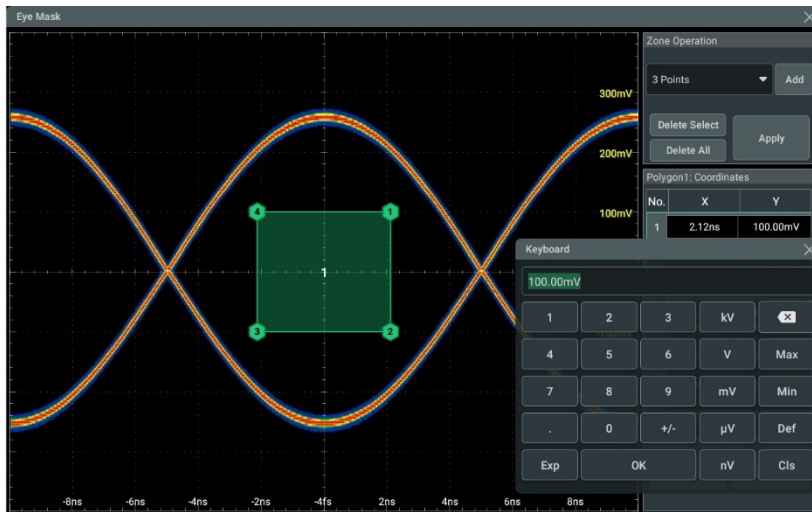 Eye Mask
Zone Operation
3 Points
Add
300mV
Delete Select
Delete All
Apply
200mV
Polygon1: Coordinates
No. X Y
1 2.12ns 100.00mV
100mV
4 1
1
3 2
Keyboard
100.00mV
1 2 3 kV
4 5 6 V Max
7 8 9 mV Min
. 0 +/- µV Def
Exp OK nV Cls
-100mV
-8ns -6ns -4ns -2ns -4fs 2ns 4ns 6ns 8ns